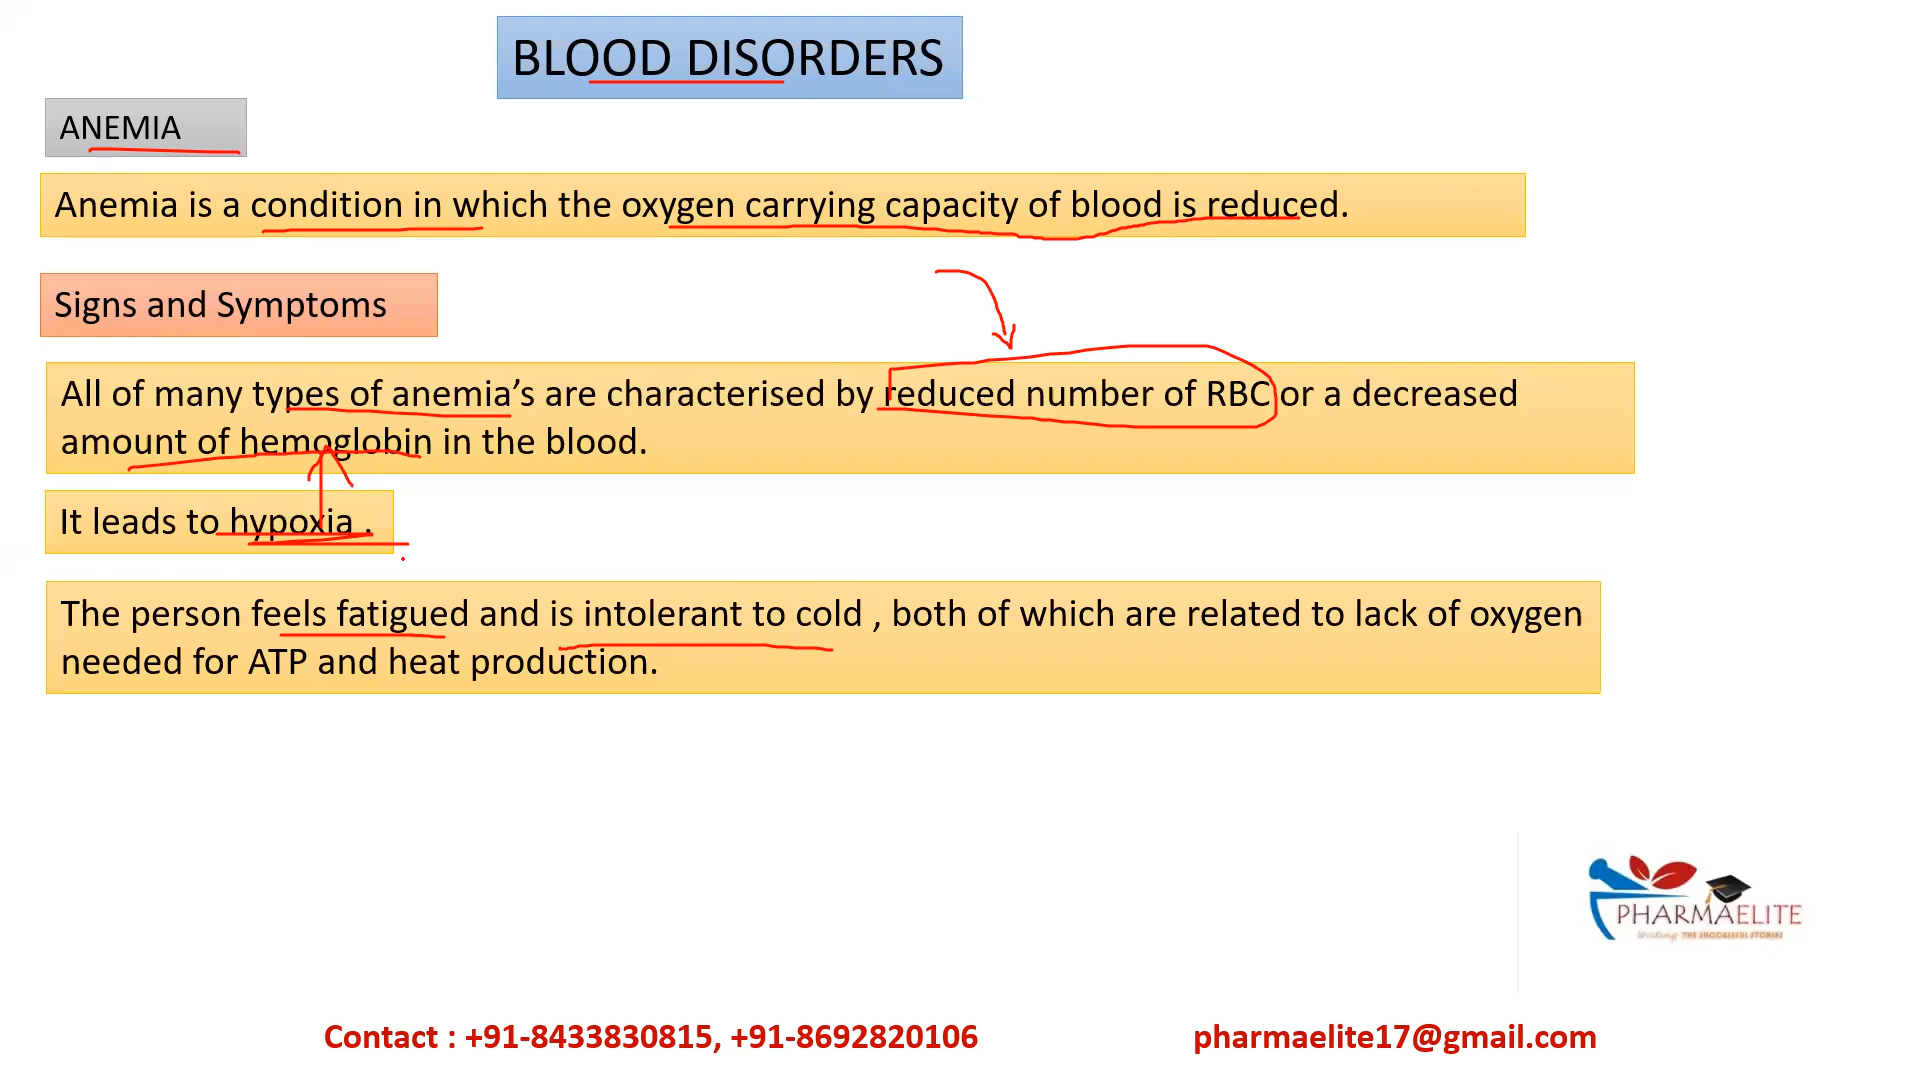 BLOOD DISORDERS
ANEMIA
Anemia is a condition in which the oxygen carrying capacity of blood is reduced.
Signs and Symptoms
All of many types of anemia’s are characterised by reduced number of RBC or a decreased
amount of hemoglobin in the blood.
It leads to hypoxia .
The person feels fatigued and is intolerant to cold , both of which are related to lack of oxygen
needed for ATP and heat production.
PHARMAELITE
Writing THE SUCCESSFUL STORIES
Contact : +91-8433830815, +91-8692820106
pharmaelite17@gmail.com